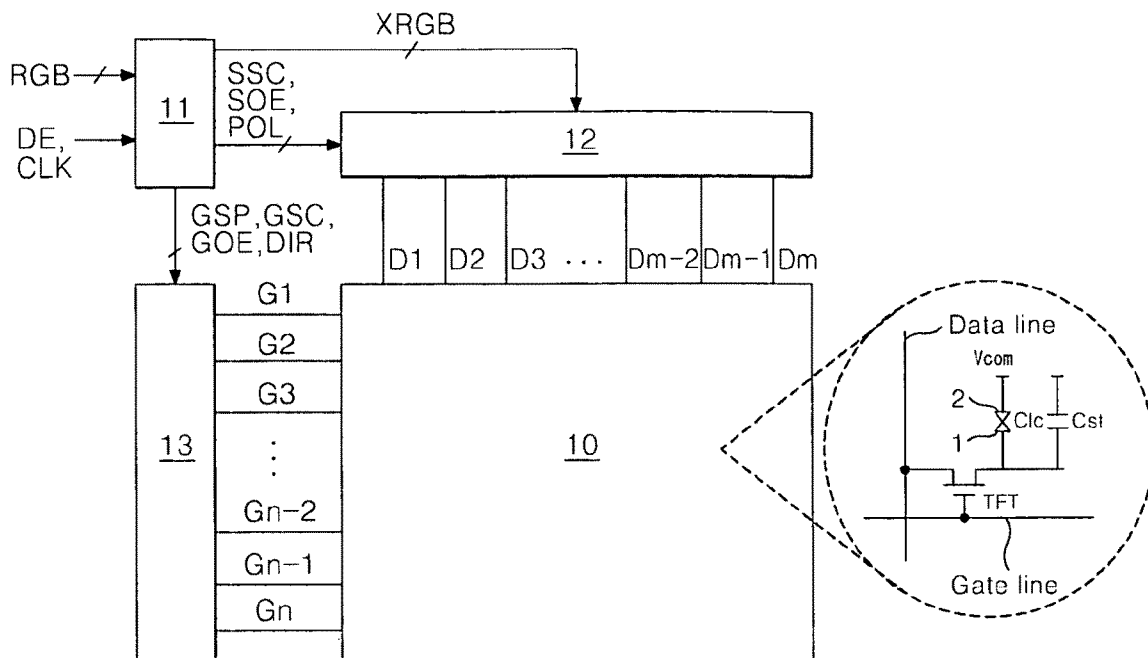 XRGB
RGB
11
SSC,
SOE,
POL
DE,
CLK
12
GSP,GSC,
GOE,DIR
D1 D2 D3 ... Dm-2 Dm-1 Dm
G1
G2
G3
⋮
Gn-2
Gn-1
Gn
13
10
Data line
Vcom
2
1
Clc
Cst
TFT
Gate line